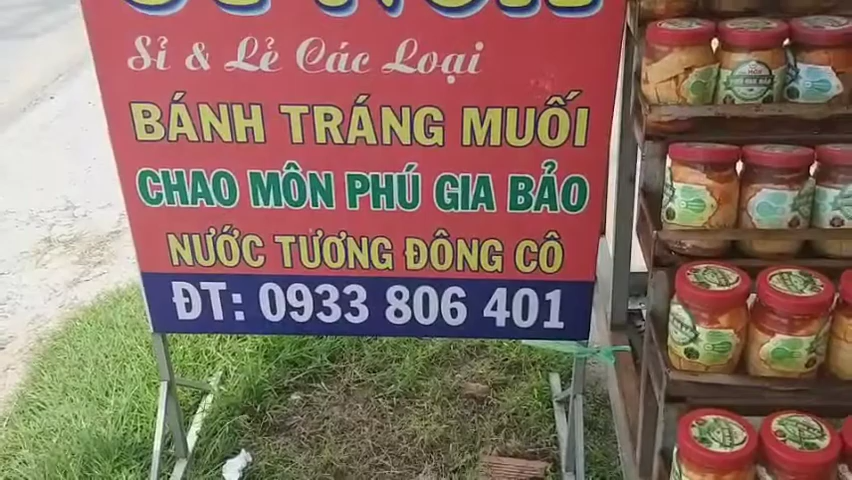 Sỉ & Lẻ Các Loại
BÁNH TRÁNG MUỐI
CHAO MÔN PHÚ GIA BẢO
NƯỚC TƯƠNG ĐÔNG CÔ
ĐT: 0933 806 401